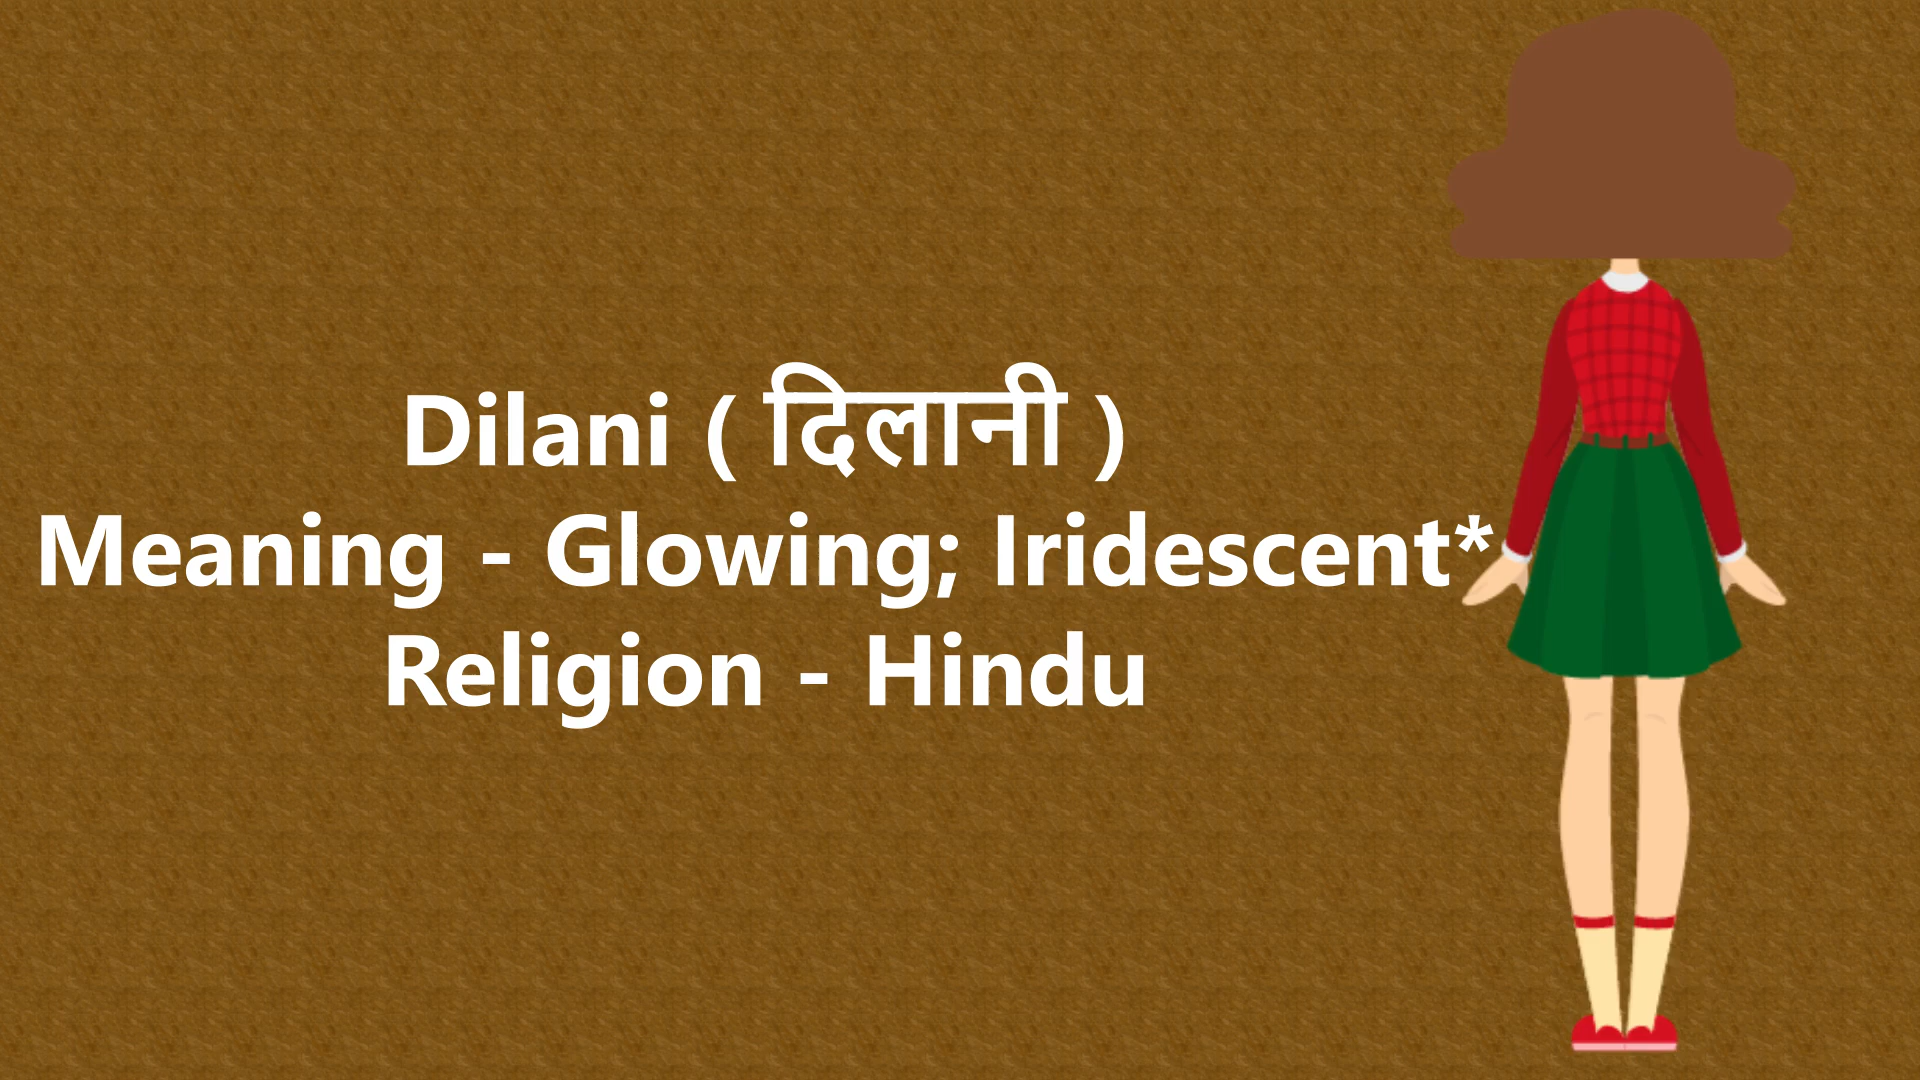 Dilani ( दिलानी )
Meaning - Glowing; Iridescent*
Religion - Hindu